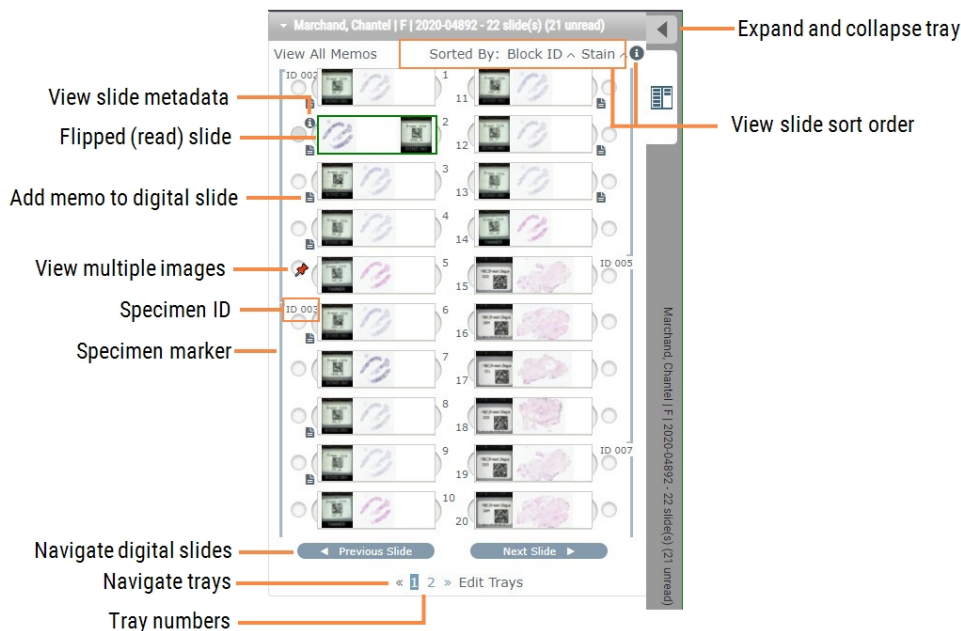 Marchand, Chantel | F | 2020-04892 - 22 slide(s) (21 unread)
Expand and collapse tray
View All Memos
Sorted By: Block ID ^ Stain ^
ID 002
1
11
View slide metadata
Flipped (read) slide
2
12
View slide sort order
Add memo to digital slide
3
13
4
14
View multiple images
5
15
ID 005
Specimen ID
ID 003
6
16
Specimen marker
7
17
8
18
9
19
ID 007
10
20
Marchand, Chantel | F | 2020-04892 - 22 slide(s) (21 unread)
Navigate digital slides
Previous Slide
Next Slide
Navigate trays
« 1 2 » Edit Trays
Tray numbers